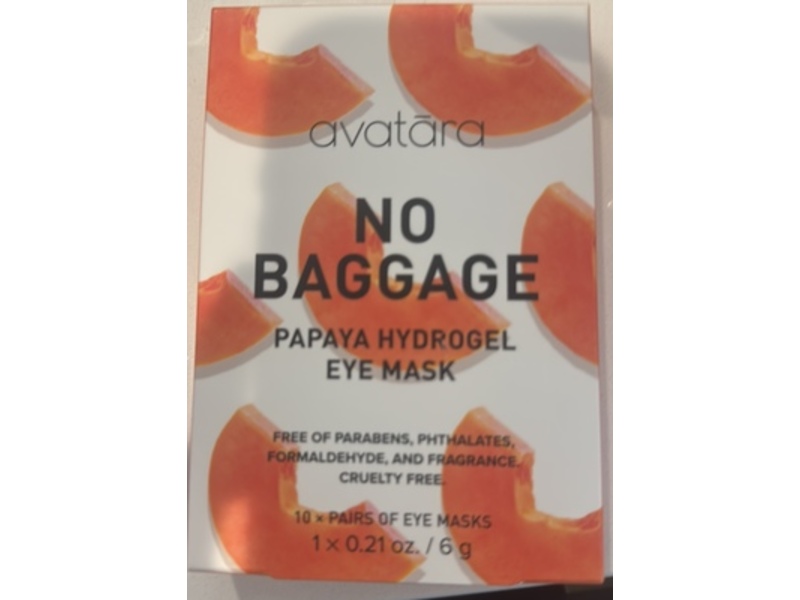 avatāra
NO
BAGGAGE
PAPAYA HYDROGEL
EYE MASK
FREE OF PARABENS, PHTHALATES,
FORMALDEHYDE, AND FRAGRANCE.
CRUELTY FREE.
10 × PAIRS OF EYE MASKS
1 × 0.21 oz. / 6 g